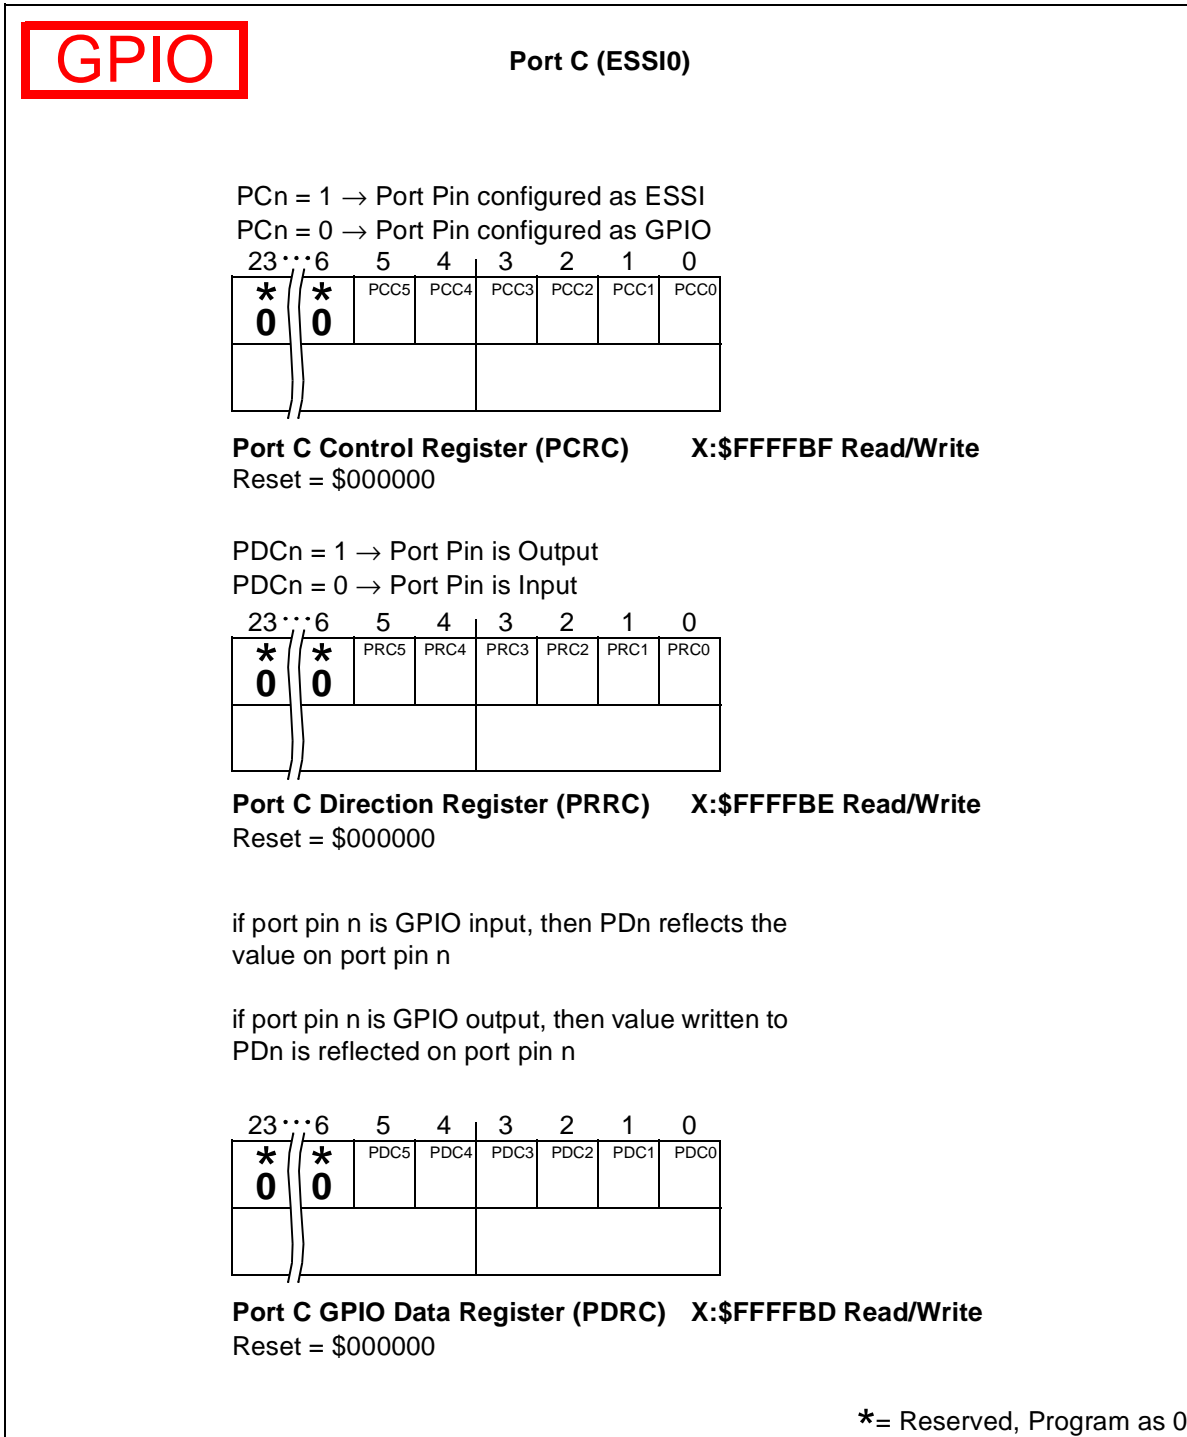 GPIO
Port C (ESSI0)
PCn = 1 → Port Pin configured as ESSI
PCn = 0 → Port Pin configured as GPIO
23 ··· 6 5 4 3 2 1 0
* * PCC5 PCC4 PCC3 PCC2 PCC1 PCC0
0 0
Port C Control Register (PCRC) X:$FFFFBF Read/Write
Reset = $000000
PDCn = 1 → Port Pin is Output
PDCn = 0 → Port Pin is Input
23 ··· 6 5 4 3 2 1 0
* * PRC5 PRC4 PRC3 PRC2 PRC1 PRC0
0 0
Port C Direction Register (PRRC) X:$FFFFBE Read/Write
Reset = $000000
if port pin n is GPIO input, then PDn reflects the
value on port pin n
if port pin n is GPIO output, then value written to
PDn is reflected on port pin n
23 ··· 6 5 4 3 2 1 0
* * PDC5 PDC4 PDC3 PDC2 PDC1 PDC0
0 0
Port C GPIO Data Register (PDRC) X:$FFFFBD Read/Write
Reset = $000000
*= Reserved, Program as 0